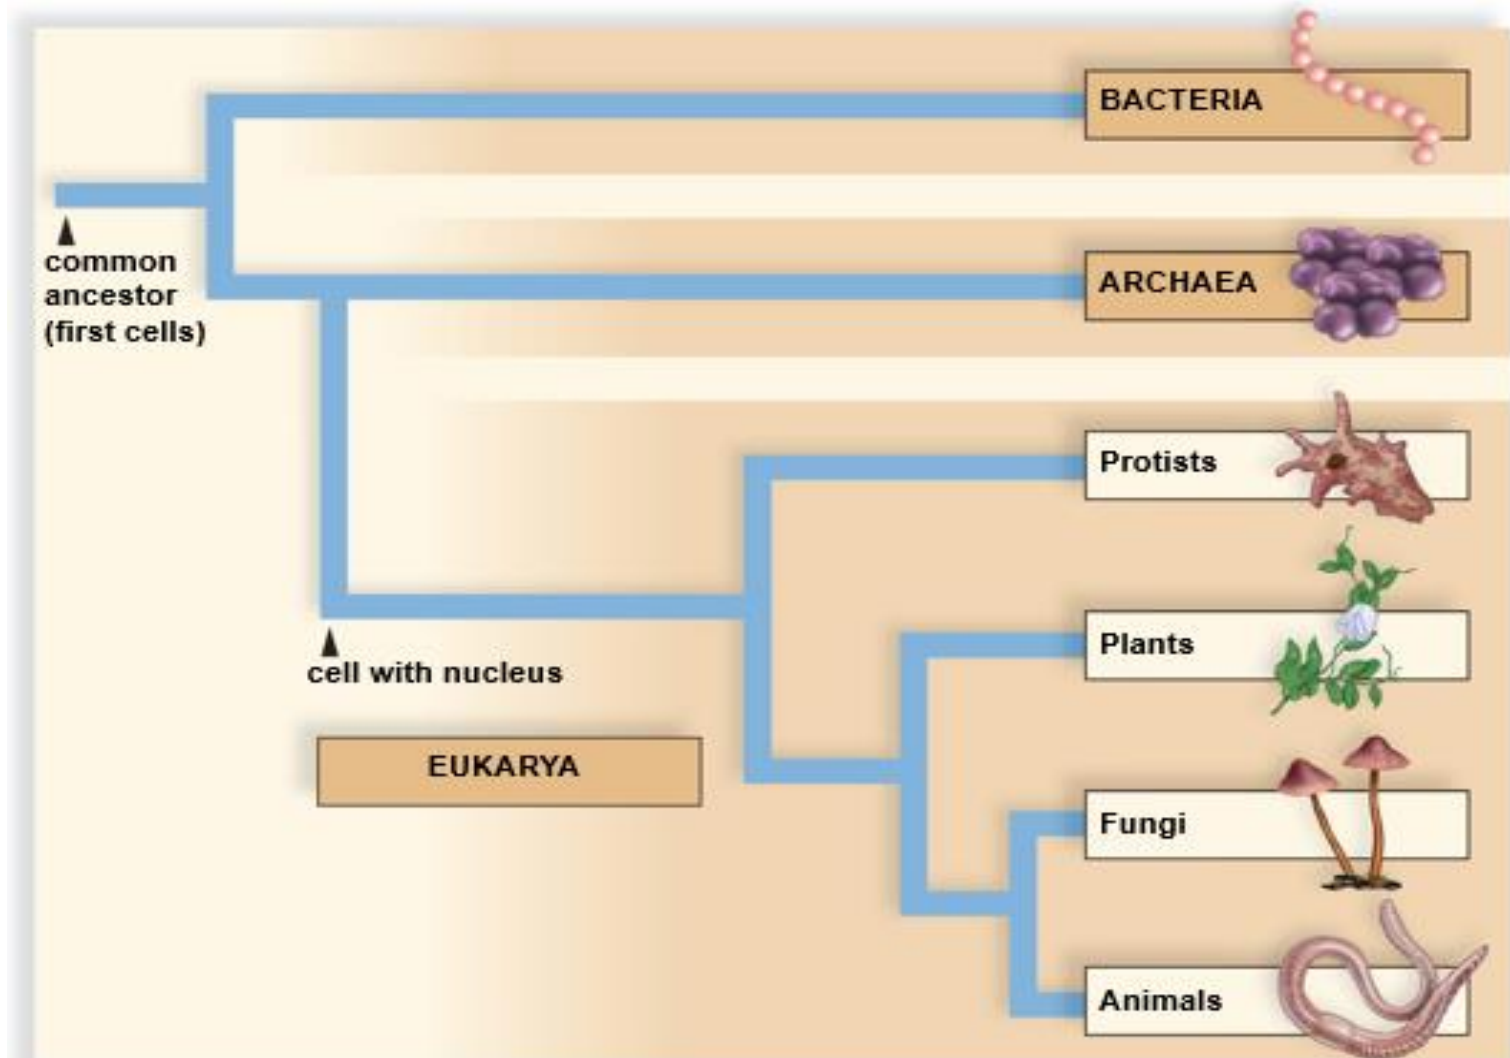 BACTERIA
common
ancestor
(first cells)
ARCHAEA
Protists
Plants
cell with nucleus
EUKARYA
Fungi
Animals